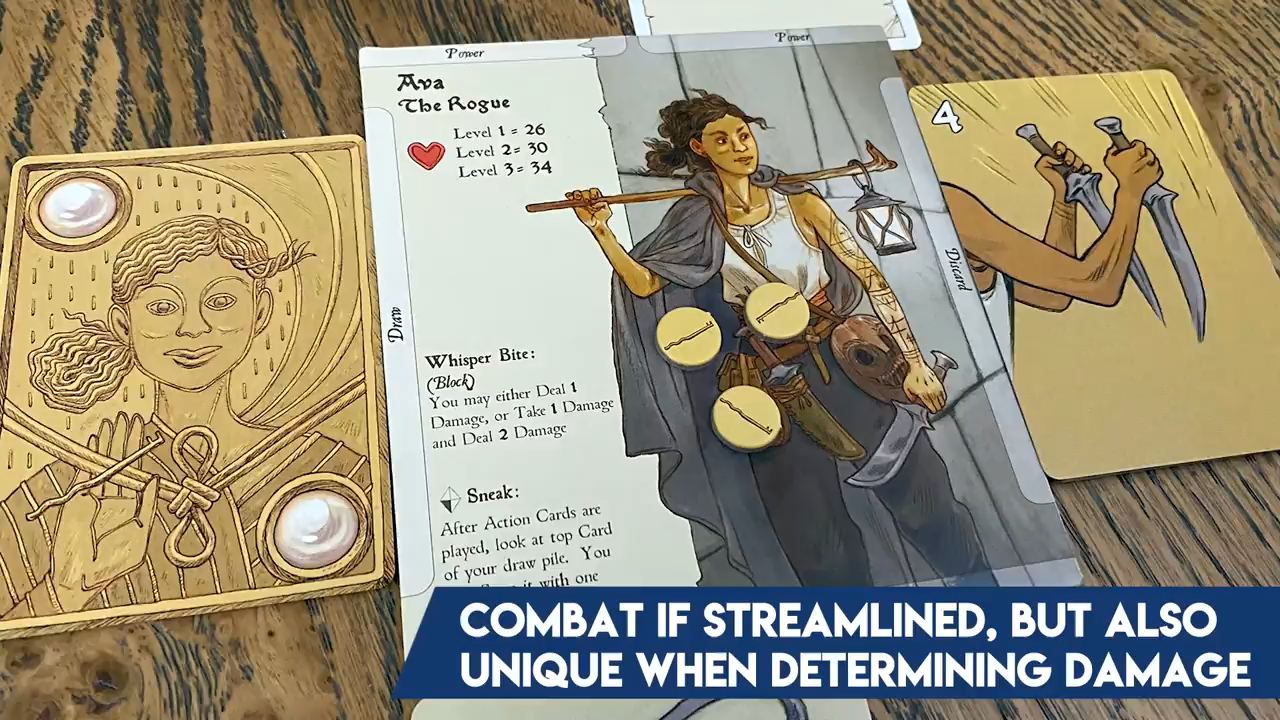 Power
Power
Ava
The Rogue
Level 1 = 26
Level 2 = 30
Level 3 = 34
4
Draw
Discard
Whisper Bite:
(Block)
You may either Deal 1
Damage, or Take 1 Damage
and Deal 2 Damage
Sneak:
After Action Cards are
played, look at top Card
of your draw pile. You
it with one
COMBAT IF STREAMLINED, BUT ALSO
UNIQUE WHEN DETERMINING DAMAGE